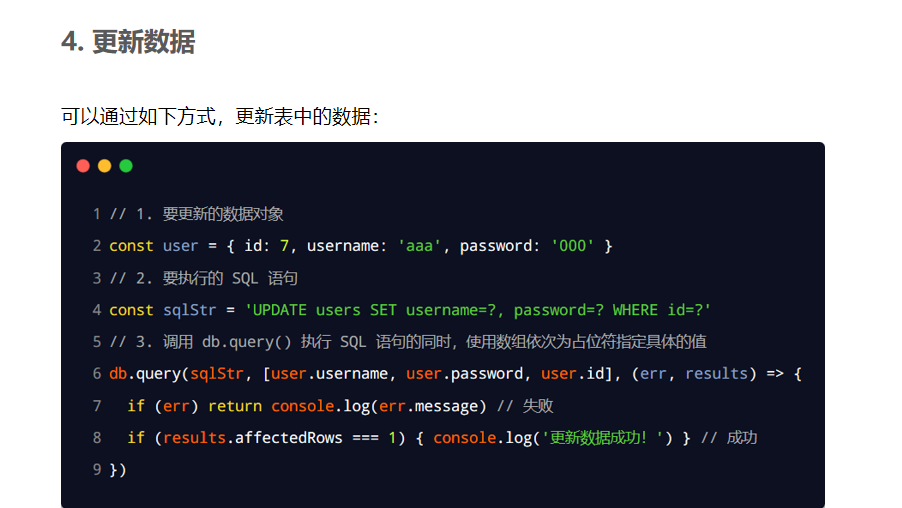 4. 更新数据
可以通过如下方式，更新表中的数据：
1 // 1. 要更新的数据对象
2 const user = { id: 7, username: 'aaa', password: '000' }
3 // 2. 要执行的 SQL 语句
4 const sqlStr = 'UPDATE users SET username=?, password=? WHERE id=?'
5 // 3. 调用 db.query() 执行 SQL 语句的同时，使用数组依次为占位符指定具体的值
6 db.query(sqlStr, [user.username, user.password, user.id], (err, results) => {
7   if (err) return console.log(err.message) // 失败
8   if (results.affectedRows === 1) { console.log('更新数据成功！') } // 成功
9 })